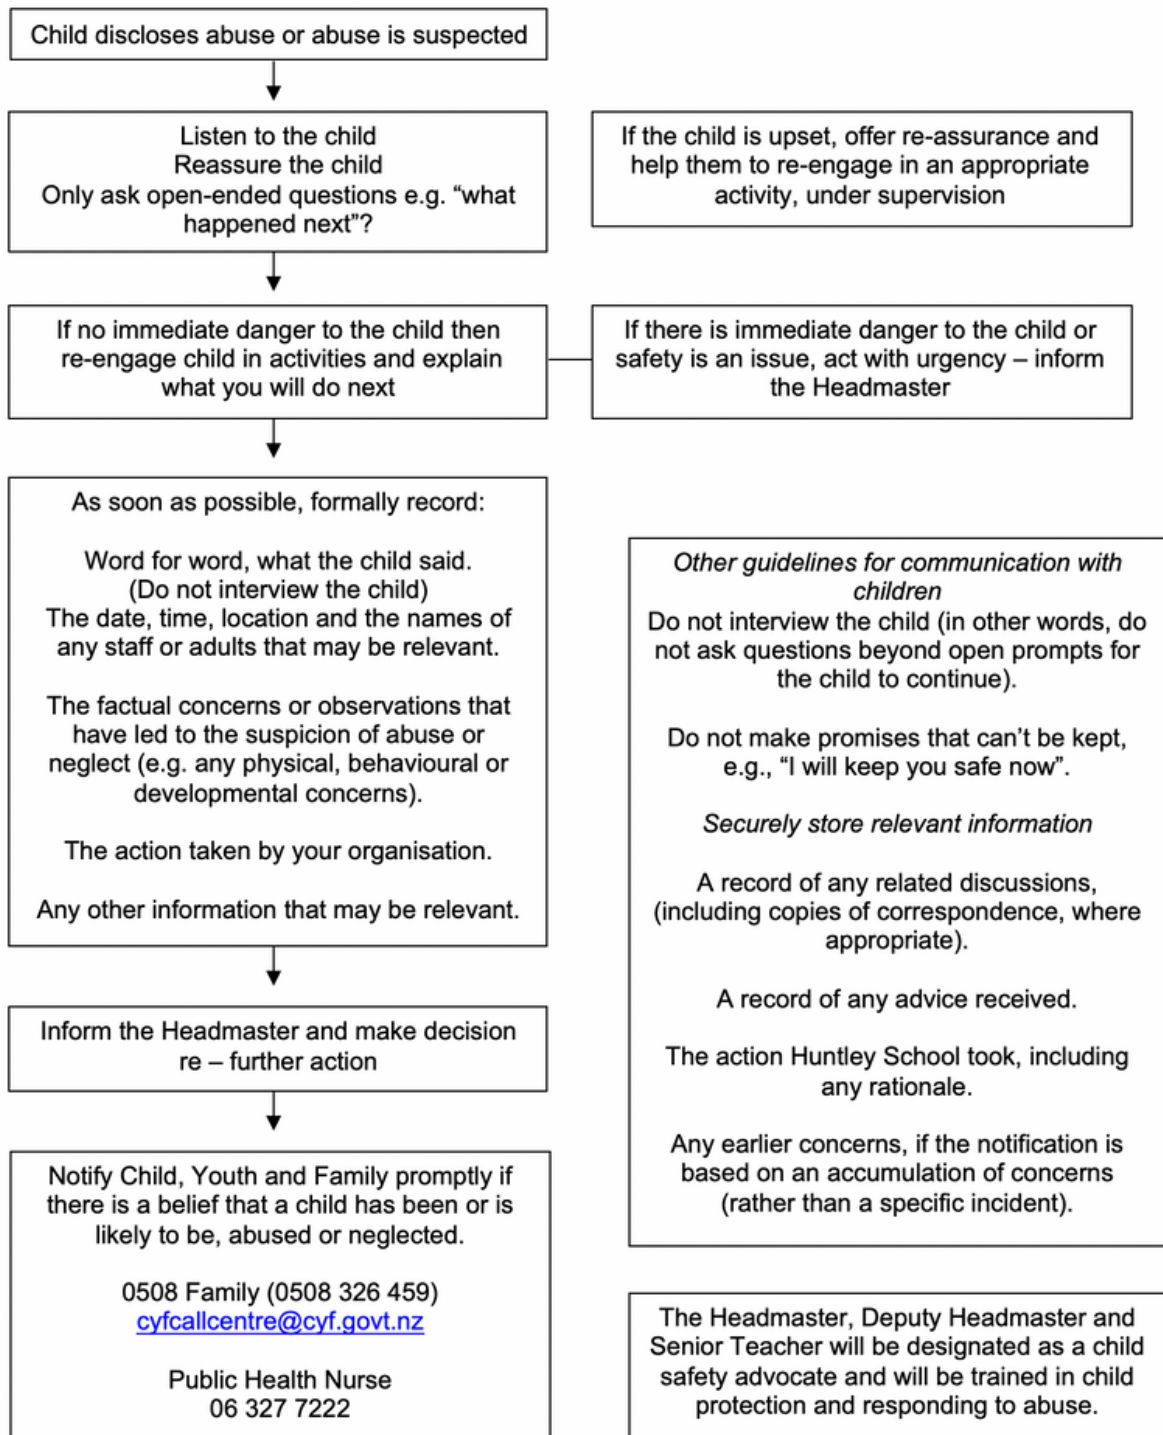 Child discloses abuse or abuse is suspected
Listen to the child
Reassure the child
Only ask open-ended questions e.g. “what
happened next”?
If the child is upset, offer re-assurance and
help them to re-engage in an appropriate
activity, under supervision
If no immediate danger to the child then
re-engage child in activities and explain
what you will do next
If there is immediate danger to the child or
safety is an issue, act with urgency – inform
the Headmaster
As soon as possible, formally record:
Word for word, what the child said.
(Do not interview the child)
The date, time, location and the names of
any staff or adults that may be relevant.
The factual concerns or observations that
have led to the suspicion of abuse or
neglect (e.g. any physical, behavioural or
developmental concerns).
The action taken by your organisation.
Any other information that may be relevant.
Other guidelines for communication with
children
Do not interview the child (in other words, do
not ask questions beyond open prompts for
the child to continue).
Do not make promises that can’t be kept,
e.g., “I will keep you safe now”.
Securely store relevant information
A record of any related discussions,
(including copies of correspondence, where
appropriate).
A record of any advice received.
The action Huntley School took, including
any rationale.
Any earlier concerns, if the notification is
based on an accumulation of concerns
(rather than a specific incident).
Inform the Headmaster and make decision
re – further action
Notify Child, Youth and Family promptly if
there is a belief that a child has been or is
likely to be, abused or neglected.
0508 Family (0508 326 459)
cyfcallcentre@cyf.govt.nz
Public Health Nurse
06 327 7222
The Headmaster, Deputy Headmaster and
Senior Teacher will be designated as a child
safety advocate and will be trained in child
protection and responding to abuse.